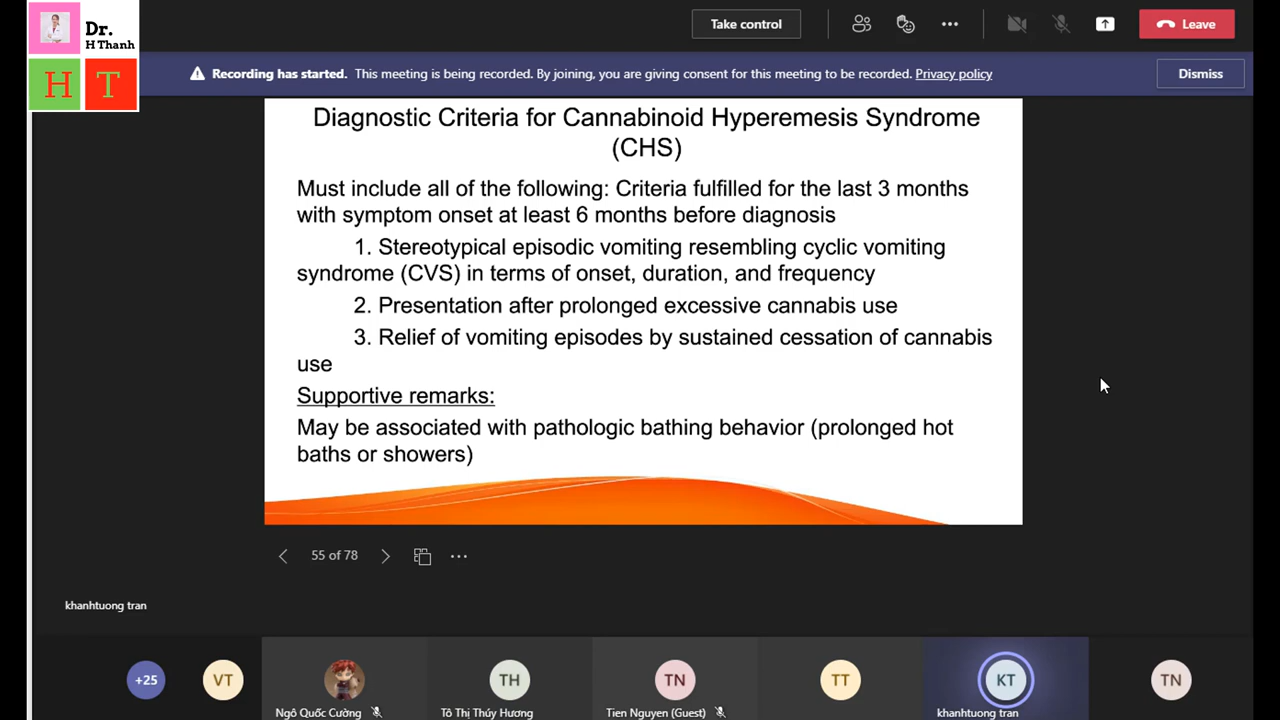 Dr.
H Thanh
H T
Take control
Leave
Recording has started. This meeting is being recorded. By joining, you are giving consent for this meeting to be recorded. Privacy policy
Dismiss
Diagnostic Criteria for Cannabinoid Hyperemesis Syndrome
(CHS)
Must include all of the following: Criteria fulfilled for the last 3 months
with symptom onset at least 6 months before diagnosis
1. Stereotypical episodic vomiting resembling cyclic vomiting
syndrome (CVS) in terms of onset, duration, and frequency
2. Presentation after prolonged excessive cannabis use
3. Relief of vomiting episodes by sustained cessation of cannabis
use
Supportive remarks:
May be associated with pathologic bathing behavior (prolonged hot
baths or showers)
55 of 78
khanhtuong tran
+25
VT
TH
TN
TT
KT
TN
Ngô Quốc Cường
Tô Thị Thúy Hương
Tien Nguyen (Guest)
khanhtuong tran